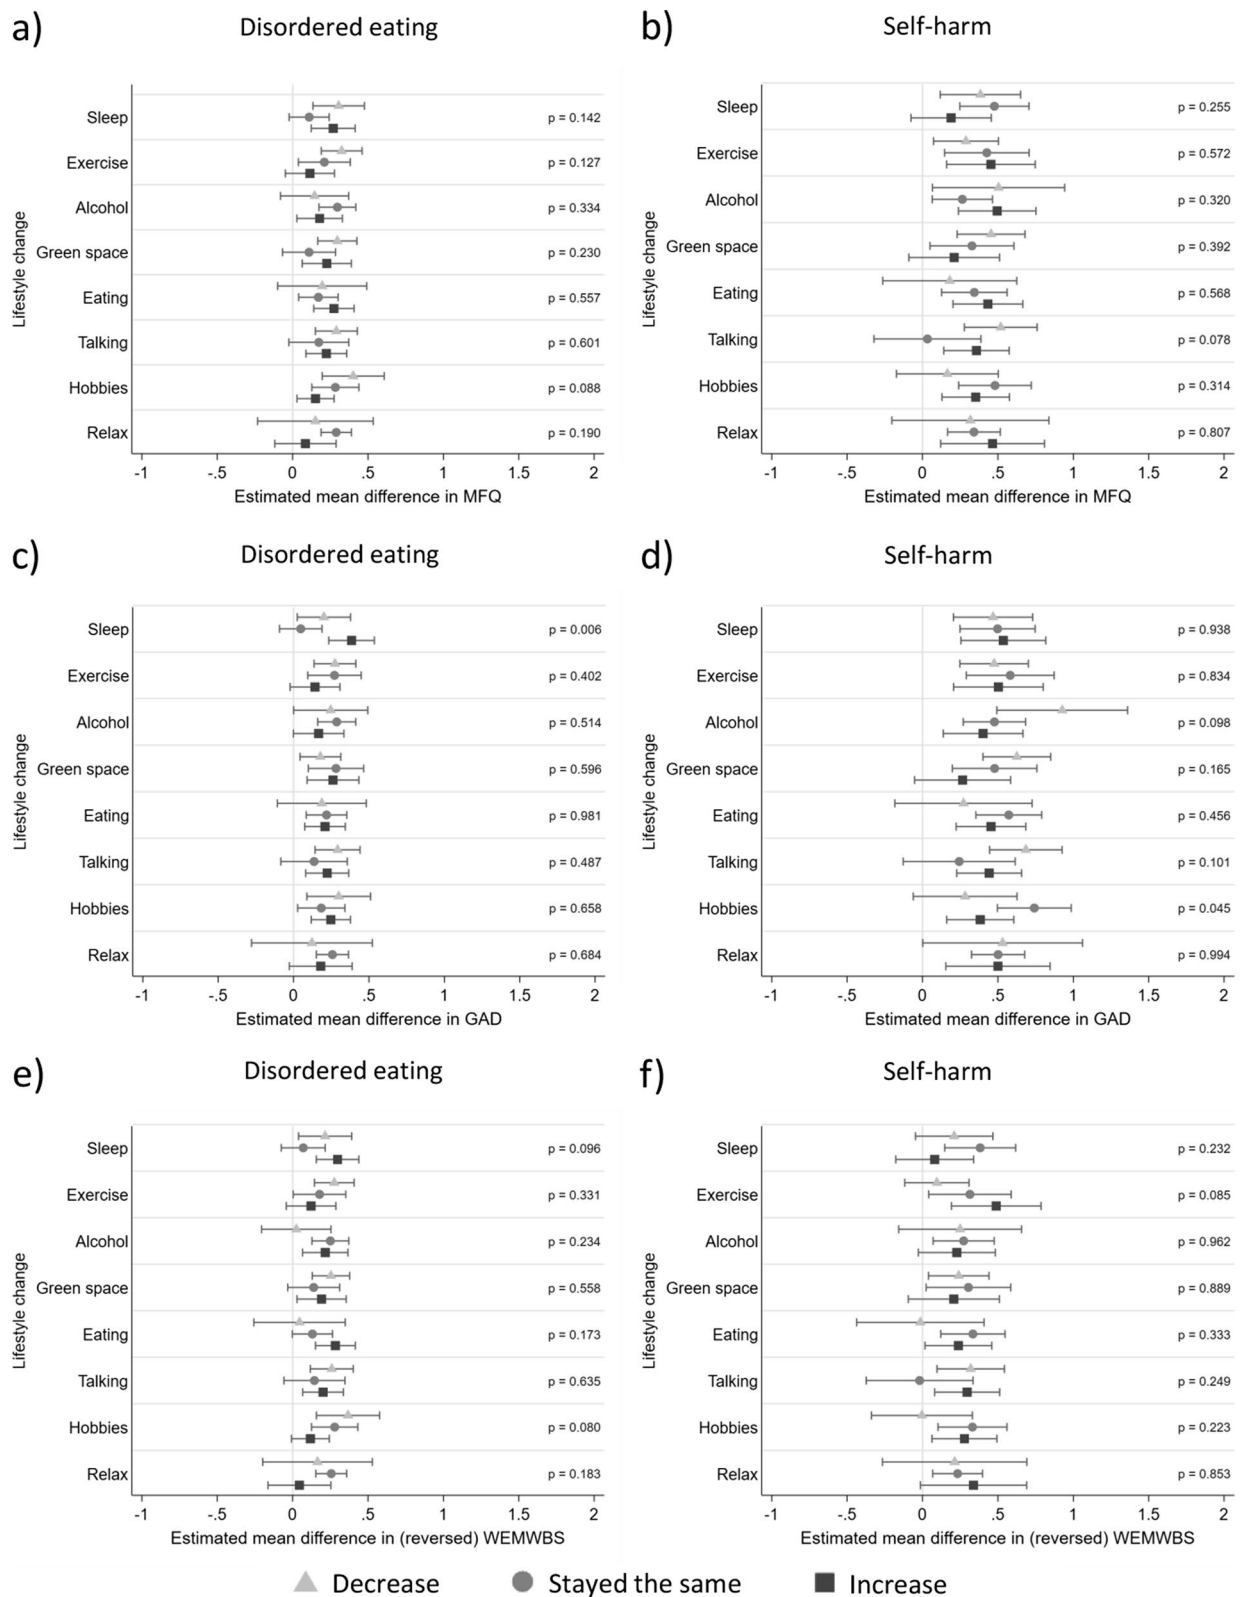 a)
Disordered eating
Lifestyle change
Sleep
p = 0.142
Exercise
p = 0.127
Alcohol
p = 0.334
Green space
p = 0.230
Eating
p = 0.557
Talking
p = 0.601
Hobbies
p = 0.088
Relax
p = 0.190
-1 -.5 0 .5 1 1.5 2
Estimated mean difference in MFQ
b)
Self-harm
Lifestyle change
Sleep
p = 0.255
Exercise
p = 0.572
Alcohol
p = 0.320
Green space
p = 0.392
Eating
p = 0.568
Talking
p = 0.078
Hobbies
p = 0.314
Relax
p = 0.807
-1 -.5 0 .5 1 1.5 2
Estimated mean difference in MFQ
c)
Disordered eating
Lifestyle change
Sleep
p = 0.006
Exercise
p = 0.402
Alcohol
p = 0.514
Green space
p = 0.596
Eating
p = 0.981
Talking
p = 0.487
Hobbies
p = 0.658
Relax
p = 0.684
-1 -.5 0 .5 1 1.5 2
Estimated mean difference in GAD
d)
Self-harm
Lifestyle change
Sleep
p = 0.938
Exercise
p = 0.834
Alcohol
p = 0.098
Green space
p = 0.165
Eating
p = 0.456
Talking
p = 0.101
Hobbies
p = 0.045
Relax
p = 0.994
-1 -.5 0 .5 1 1.5 2
Estimated mean difference in GAD
e)
Disordered eating
Lifestyle change
Sleep
p = 0.096
Exercise
p = 0.331
Alcohol
p = 0.234
Green space
p = 0.558
Eating
p = 0.173
Talking
p = 0.635
Hobbies
p = 0.080
Relax
p = 0.183
-1 -.5 0 .5 1 1.5 2
Estimated mean difference in (reversed) WEMWBS
f)
Self-harm
Lifestyle change
Sleep
p = 0.232
Exercise
p = 0.085
Alcohol
p = 0.962
Green space
p = 0.889
Eating
p = 0.333
Talking
p = 0.249
Hobbies
p = 0.223
Relax
p = 0.853
-1 -.5 0 .5 1 1.5 2
Estimated mean difference in (reversed) WEMWBS
Decrease Stayed the same Increase